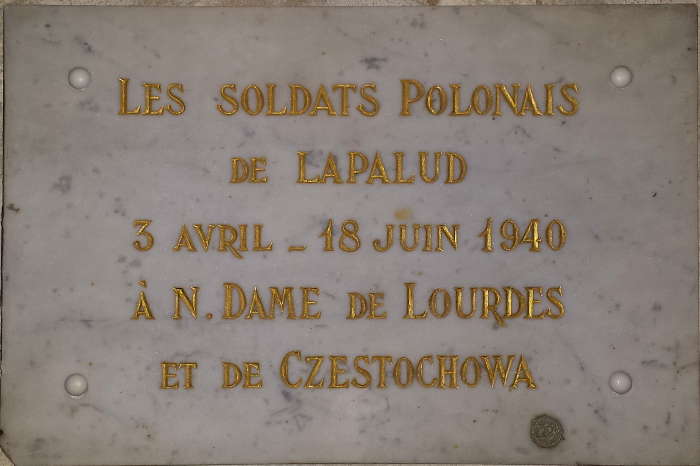 LES SOLDATS POLONAIS
DE LAPALUD
3 AVRIL - 18 JUIN 1940
À N. DAME DE LOURDES
ET DE CZESTOCHOWA